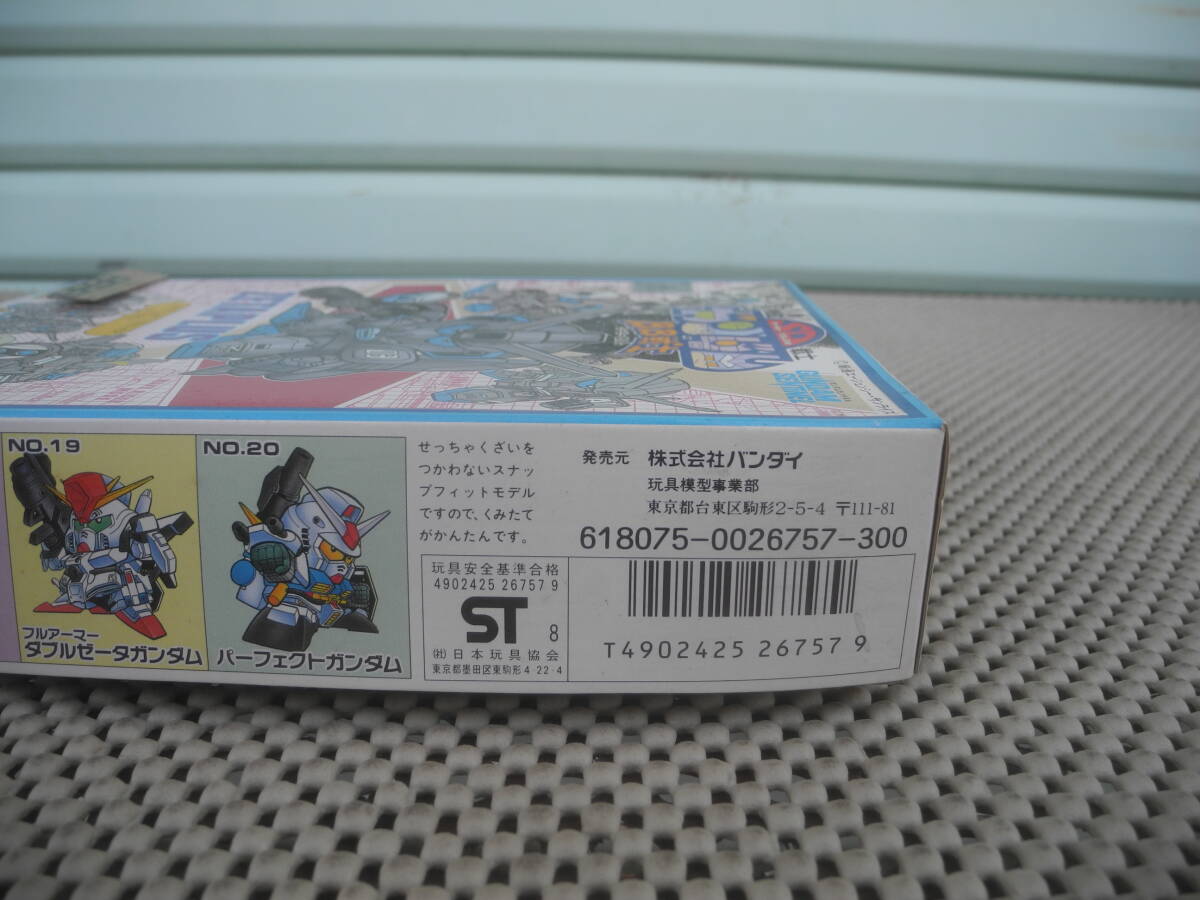 NO.19
フルアーマー
ダブルゼータガンダム
NO.20
パーフェクトガンダム
せっちゃくざいを
つかわないスナッ
プフィットモデル
ですので、くみたて
がかんたんです。
発売元 株式会社バンダイ
玩具模型事業部
東京都台東区駒形2-5-4 〒111-81
618075-0026757-300
玩具安全基準合格
4902425 26757 9
ST 8
㈳日本玩具協会
東京都墨田区東駒形4-22-4
T4902425 26757 9